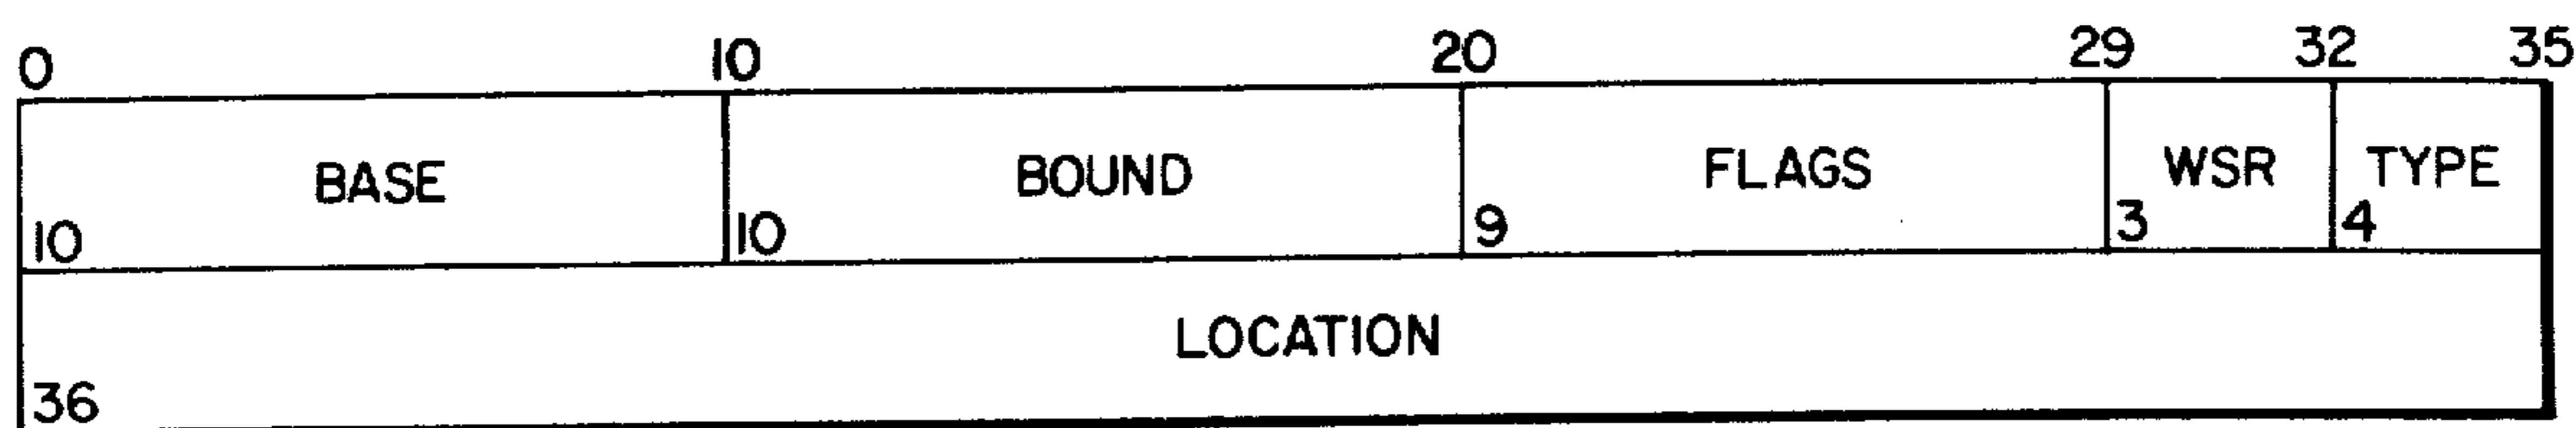 0 10 20 29 32 35
BASE BOUND FLAGS WSR TYPE
10 10 9 3 4
LOCATION
36